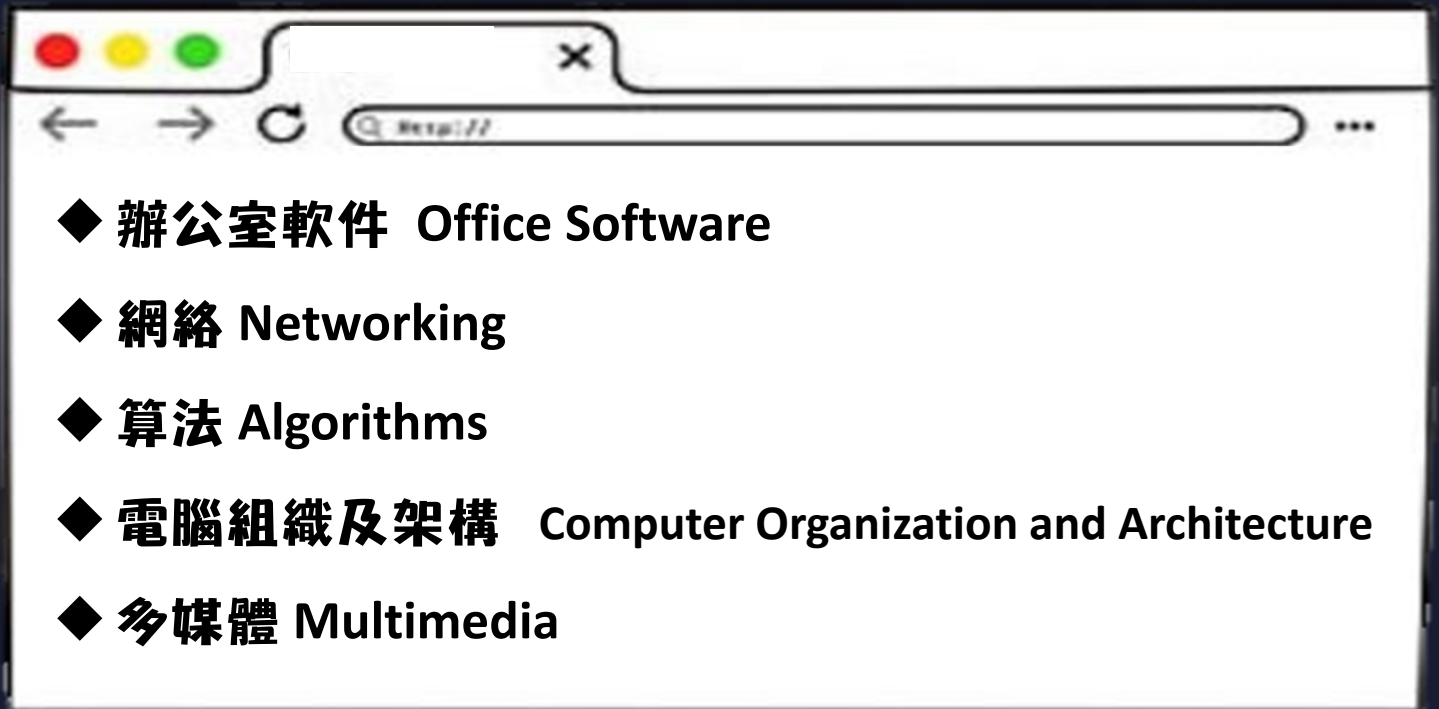 Http://
◆ 辦公室軟件 Office Software
◆ 網絡 Networking
◆ 算法 Algorithms
◆ 電腦組織及架構 Computer Organization and Architecture
◆ 多媒體 Multimedia